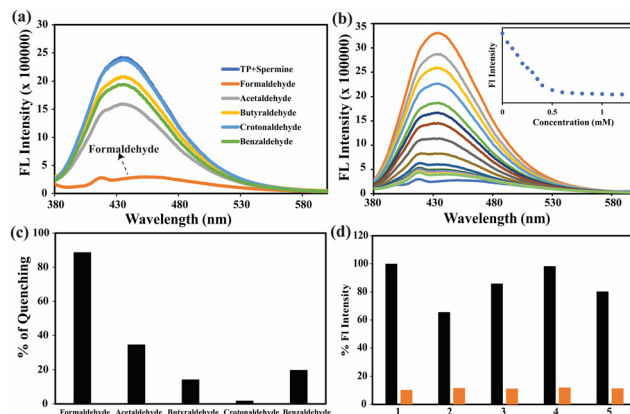 (a)
FL Intensity (x 100000)
30
25
20
15
10
5
0
TP+Spermine
Formaldehyde
Acetaldehyde
Butyraldehyde
Crotonaldehyde
Benzaldehyde
Formaldehyde
380
430
480
530
580
Wavelength (nm)
(b)
FL Intensity (x 100000)
35
30
25
20
15
10
5
0
Fl Intensity
0
0.5
1
Concentration (mM)
380
430
480
530
580
Wavelength (nm)
(c)
% of Quenching
100
80
60
40
20
0
Formaldehyde
Acetaldehyde
Butyraldehyde
Crotonaldehyde
Benzaldehyde
(d)
% Fl Intensity
120
100
80
60
40
20
0
1
2
3
4
5